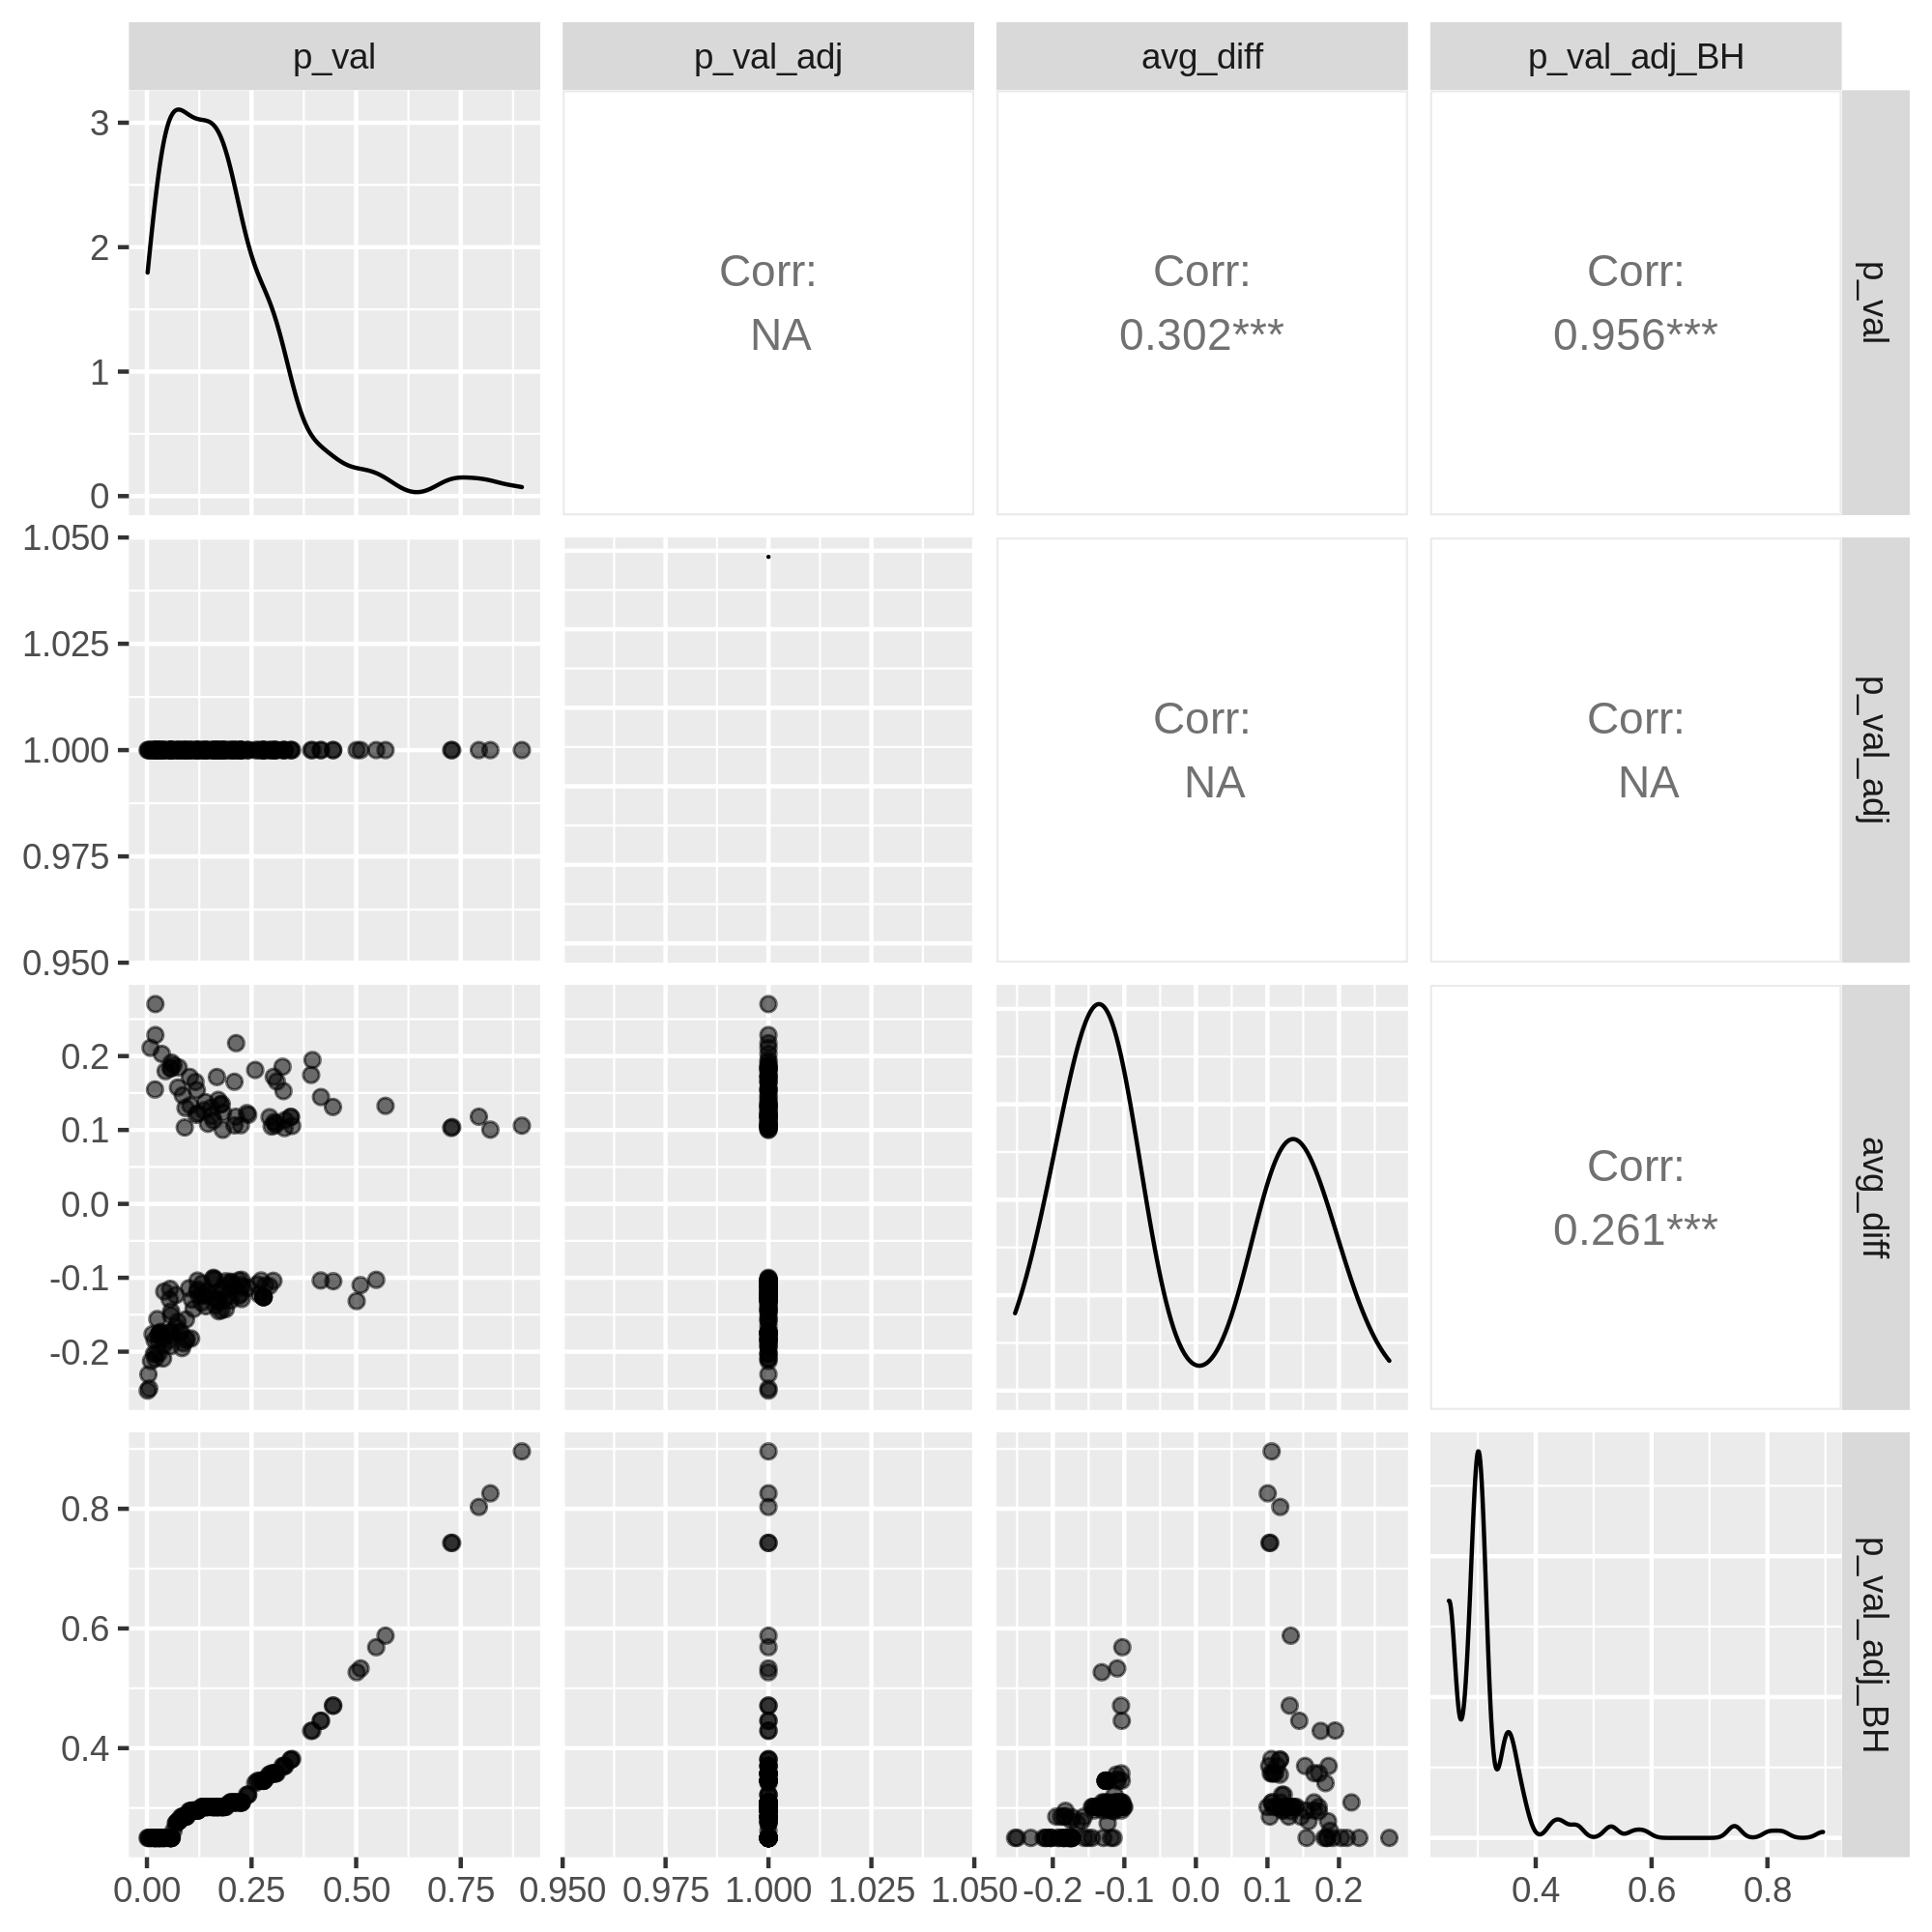 p_val
p_val_adj
avg_diff
p_val_adj_BH
3
2
1
0
Corr:
NA
Corr:
0.302***
Corr:
0.956***
p_val
1.050
1.025
1.000
0.975
0.950
Corr:
NA
Corr:
NA
p_val_adj
0.2
0.1
0.0
-0.1
-0.2
Corr:
0.261***
avg_diff
0.8
0.6
0.4
p_val_adj_BH
0.00 0.25 0.50 0.75
0.950 0.975 1.000 1.025 1.050
-0.2 -0.1 0.0 0.1 0.2
0.4 0.6 0.8